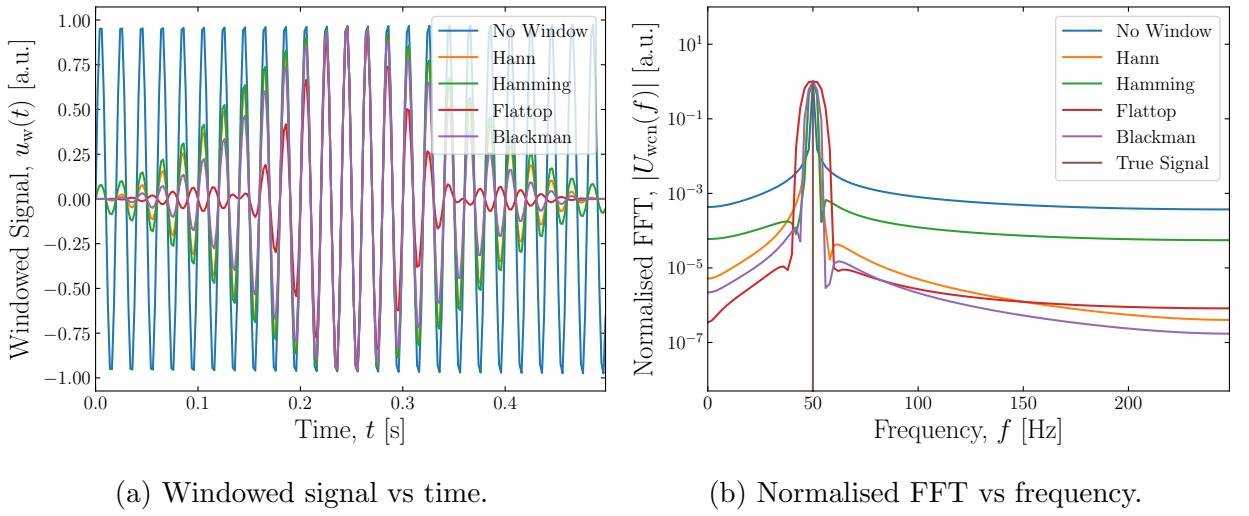 1.00
0.75
0.50
0.25
0.00
−0.25
−0.50
−0.75
−1.00
Windowed Signal, u_w(t) [a.u.]
0.0 0.1 0.2 0.3 0.4
Time, t [s]
No Window
Hann
Hamming
Flattop
Blackman
(a) Windowed signal vs time.
10^1
10^−1
10^−3
10^−5
10^−7
Normalised FFT, |U_wcn(f)| [a.u.]
0 50 100 150 200
Frequency, f [Hz]
No Window
Hann
Hamming
Flattop
Blackman
True Signal
(b) Normalised FFT vs frequency.